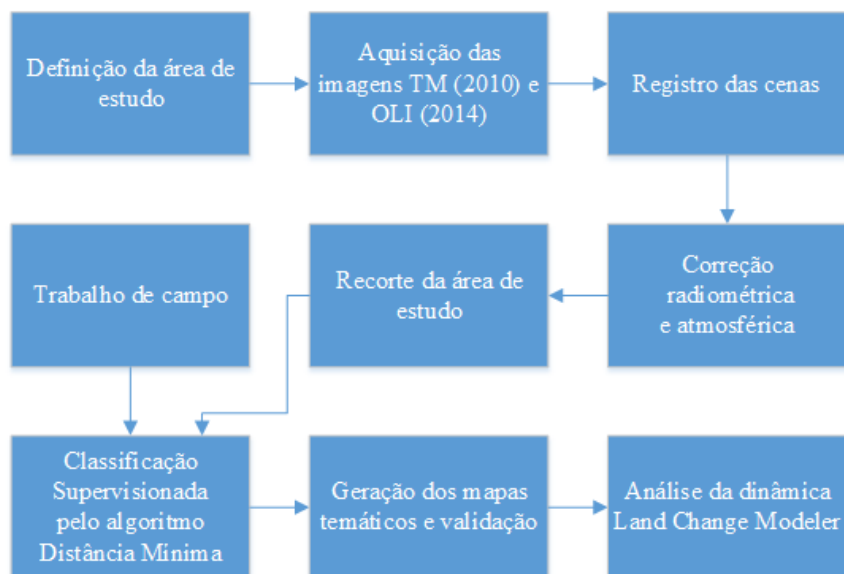 Definição da área de
estudo
Aquisição das
imagens TM (2010) e
OLI (2014)
Registro das cenas
Trabalho de campo
Recorte da área de
estudo
Correção
radiométrica
e atmosférica
Classificação
Supervisionada
pelo algoritmo
Distância Mínima
Geração dos mapas
temáticos e validação
Análise da dinâmica
Land Change Modeler